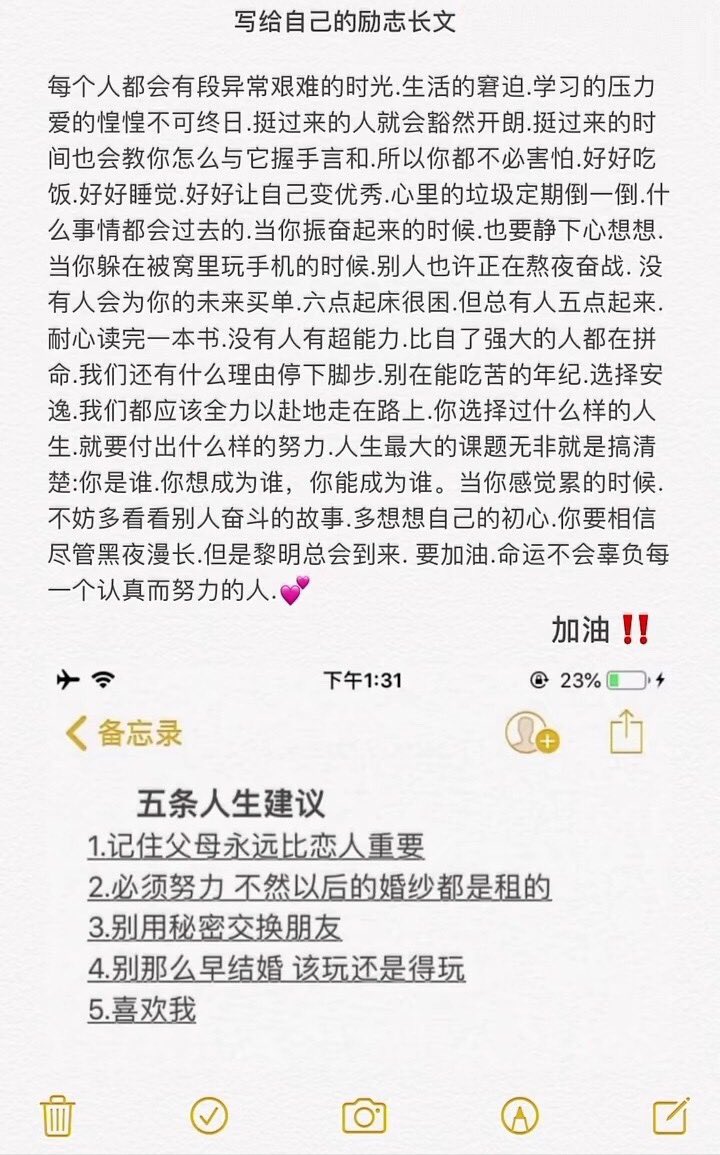 写给自己的励志长文
每个人都会有段异常艰难的时光.生活的窘迫.学习的压力
爱的惶惶不可终日.挺过来的人就会豁然开朗.挺过来的时
间也会教你怎么与它握手言和.所以你都不必害怕.好好吃
饭.好好睡觉.好好让自己变优秀.心里的垃圾定期倒一倒.什
么事情都会过去的.当你振奋起来的时候.也要静下心想想.
当你躲在被窝里玩手机的时候.别人也许正在熬夜奋战. 没
有人会为你的未来买单.六点起床很困.但总有人五点起来.
耐心读完一本书.没有人有超能力.比自了强大的人都在拼
命.我们还有什么理由停下脚步.别在能吃苦的年纪.选择安
逸.我们都应该全力以赴地走在路上.你选择过什么样的人
生.就要付出什么样的努力.人生最大的课题无非就是搞清
楚:你是谁.你想成为谁，你能成为谁。当你感觉累的时候.
不妨多看看别人奋斗的故事.多想想自己的初心.你要相信
尽管黑夜漫长.但是黎明总会到来. 要加油.命运不会辜负每
一个认真而努力的人.💕
加油‼️
下午1:31 23%
备忘录
五条人生建议
1.记住父母永远比恋人重要
2.必须努力 不然以后的婚纱都是租的
3.别用秘密交换朋友
4.别那么早结婚 该玩还是得玩
5.喜欢我